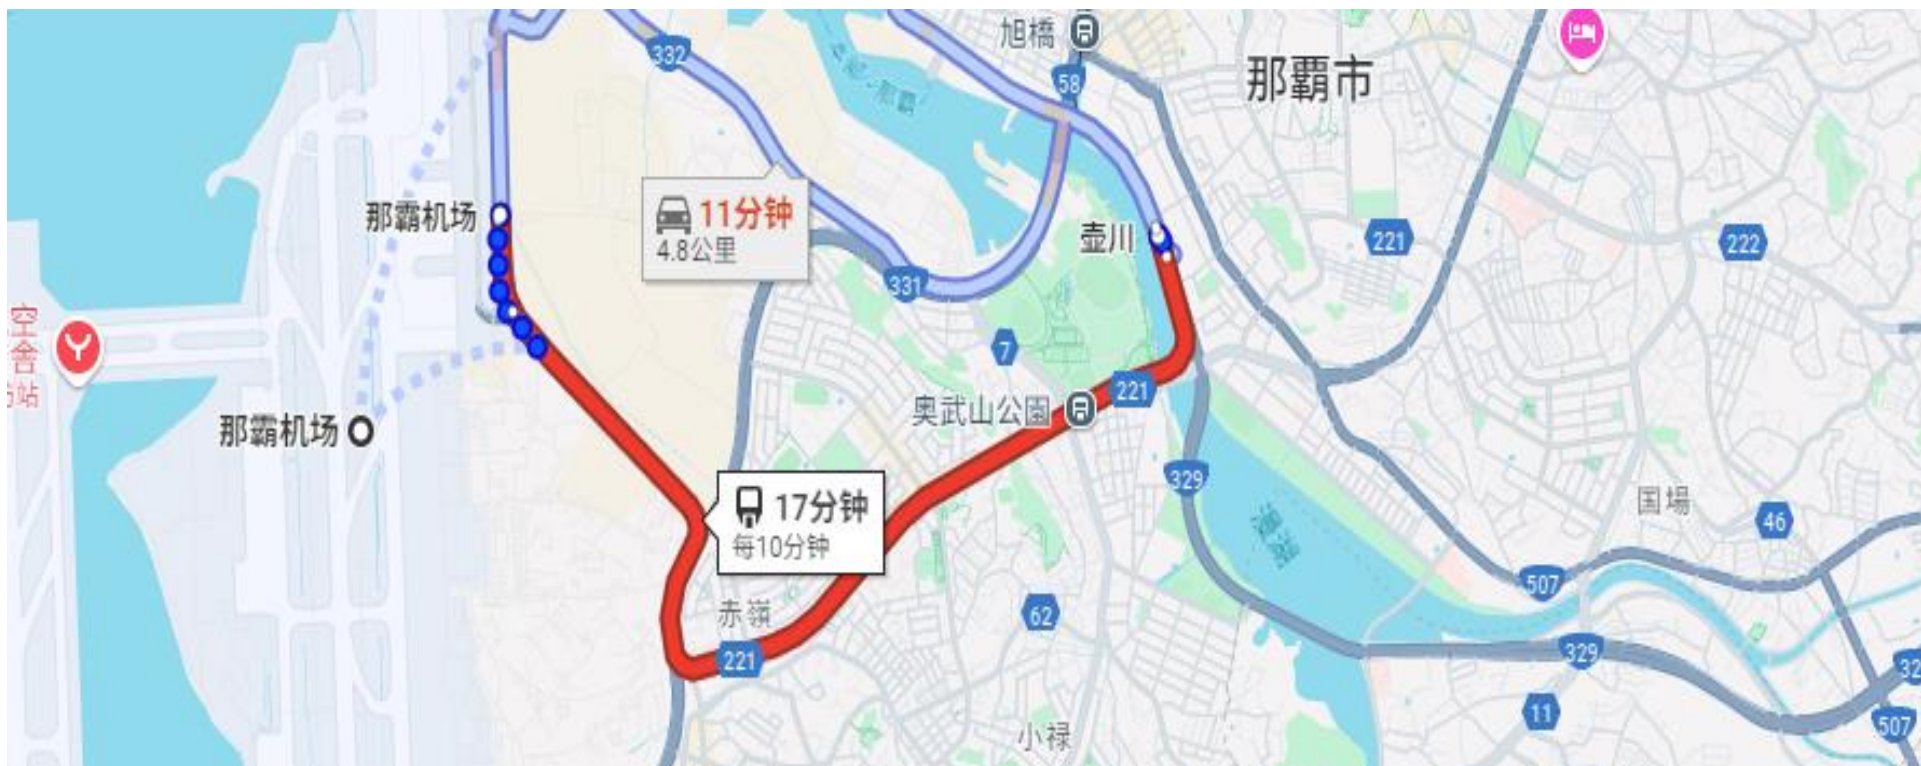 旭橋
332
58
那覇市
那霸机场
11分钟
4.8公里
壶川
221
222
331
空
舎
站
7
221
奥武山公園
那霸机场
329
17分钟
每10分钟
国場
46
507
赤嶺
62
221
329
11
小禄
507